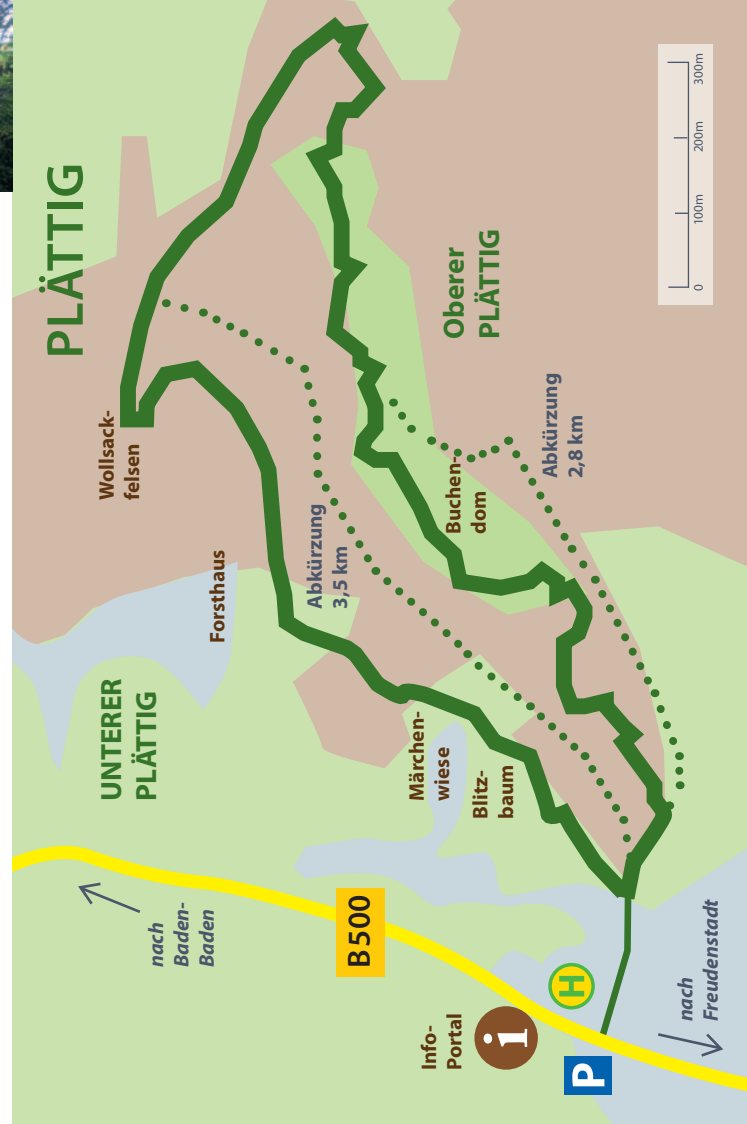 PLÄTTIG
Wollsack-
felsen
Forsthaus
UNTERER
PLÄTTIG
Abkürzung
3,5 km
Oberer
PLÄTTIG
Buchen-
dom
Abkürzung
2,8 km
Märchen-
wiese
Blitz-
baum
nach
Baden-
Baden
B500
Info-
Portal
i
H
P
nach
Freudenstadt
0
100m
200m
300m